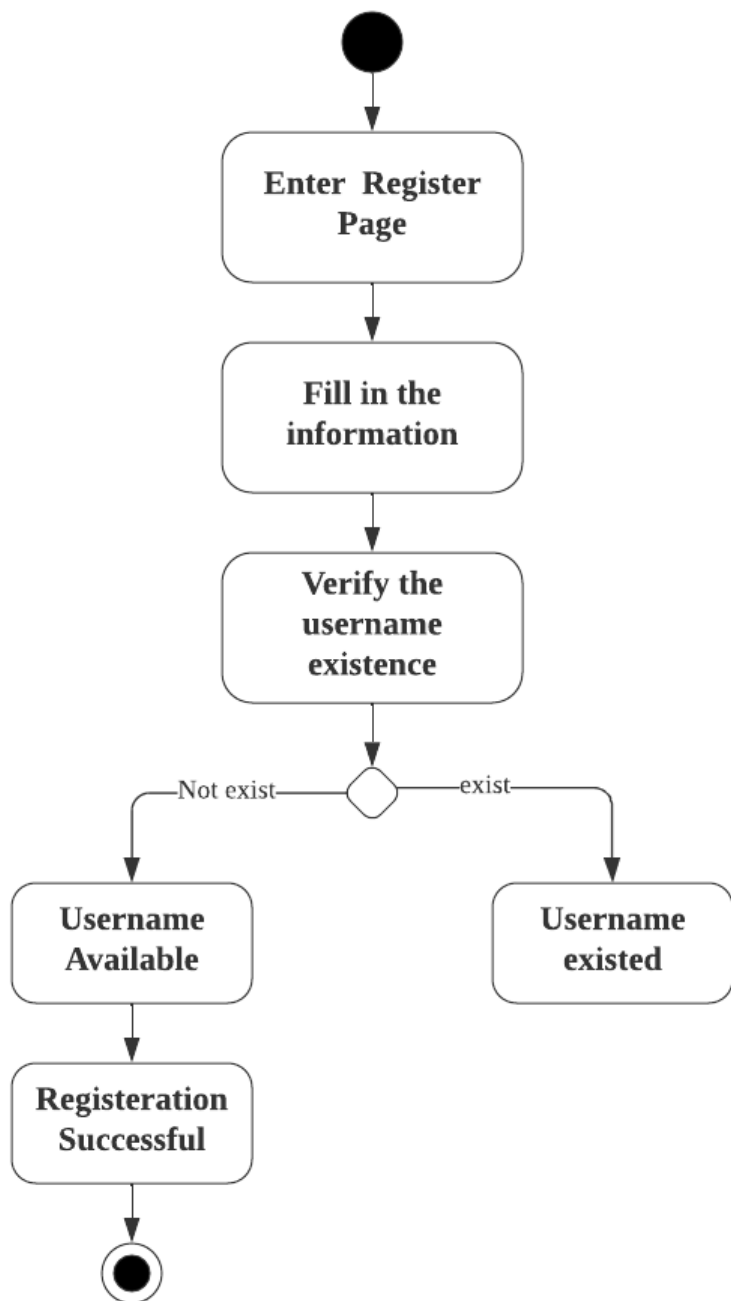 Enter Register
Page
Fill in the
information
Verify the
username
existence
Not exist
exist
Username
Available
Username
existed
Registeration
Successful